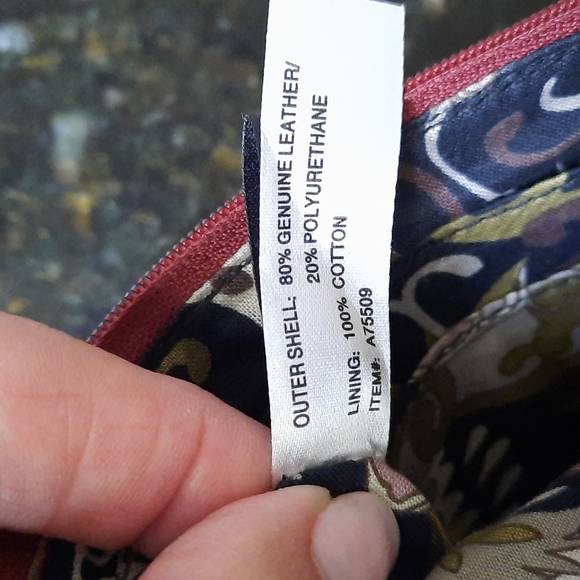 OUTER SHELL: 80% GENUINE LEATHER/
20% POLYURETHANE
LINING: 100% COTTON
ITEM#: A75509